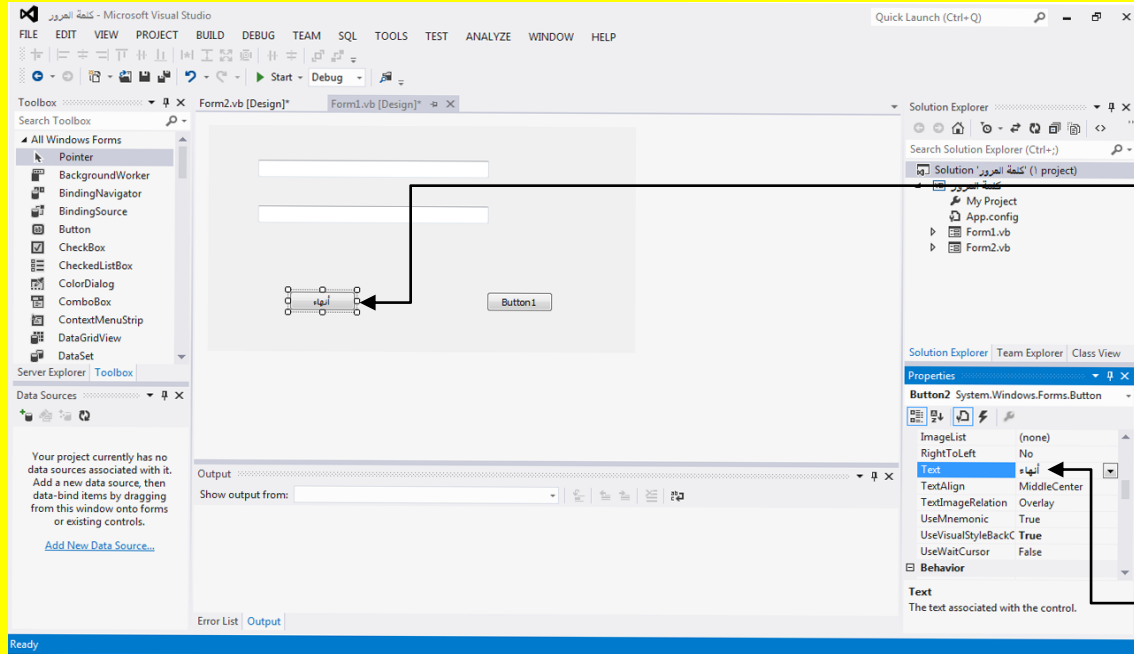 كلمة المرور - Microsoft Visual Studio
Quick Launch (Ctrl+Q)
FILE EDIT VIEW PROJECT BUILD DEBUG TEAM SQL TOOLS TEST ANALYZE WINDOW HELP
Start Debug
Toolbox
Search Toolbox
All Windows Forms
Pointer
BackgroundWorker
BindingNavigator
BindingSource
Button
CheckBox
CheckedListBox
ColorDialog
ComboBox
ContextMenuStrip
DataGridView
DataSet
Server Explorer Toolbox
Data Sources
Your project currently has no
data sources associated with it.
Add a new data source, then
data-bind items by dragging
from this window onto forms
or existing controls.
Add New Data Source...
Form2.vb [Design]* Form1.vb [Design]*
أنهاء Button1
Output
Show output from:
Error List Output
Solution Explorer
Search Solution Explorer (Ctrl+;)
Solution 'كلمة المرور' (1 project)
كلمة المرور
My Project
App.config
Form1.vb
Form2.vb
Solution Explorer Team Explorer Class View
Properties
Button2 System.Windows.Forms.Button
ImageList (none)
RightToLeft No
Text أنهاء
TextAlign MiddleCenter
TextImageRelation Overlay
UseMnemonic True
UseVisualStyleBackC True
UseWaitCursor False
Behavior
Text
The text associated with the control.
Ready